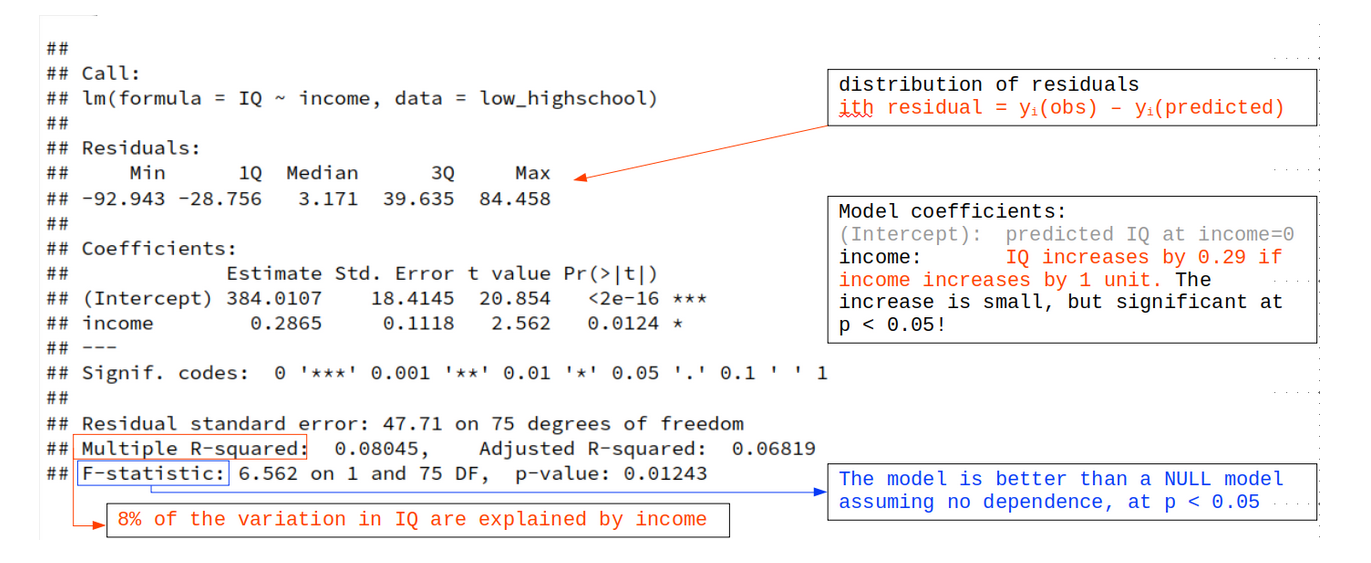 ##
## Call:
## lm(formula = IQ ~ income, data = low_highschool)
##
## Residuals:
##     Min      1Q  Median      3Q     Max
## -92.943 -28.756   3.171  39.635  84.458
##
## Coefficients:
##             Estimate Std. Error t value Pr(>|t|)
## (Intercept) 384.0107    18.4145  20.854   <2e-16 ***
## income        0.2865     0.1118   2.562   0.0124 *
## ---
## Signif. codes:  0 '***' 0.001 '**' 0.01 '*' 0.05 '.' 0.1 ' ' 1
##
## Residual standard error: 47.71 on 75 degrees of freedom
## Multiple R-squared:  0.08045,    Adjusted R-squared:  0.06819
## F-statistic: 6.562 on 1 and 75 DF,  p-value: 0.01243
8% of the variation in IQ are explained by income
distribution of residuals
ith residual = yᵢ(obs) – yᵢ(predicted)
Model coefficients:
(Intercept): predicted IQ at income=0
income: IQ increases by 0.29 if
income increases by 1 unit. The
increase is small, but significant at
p < 0.05!
The model is better than a NULL model
assuming no dependence, at p < 0.05